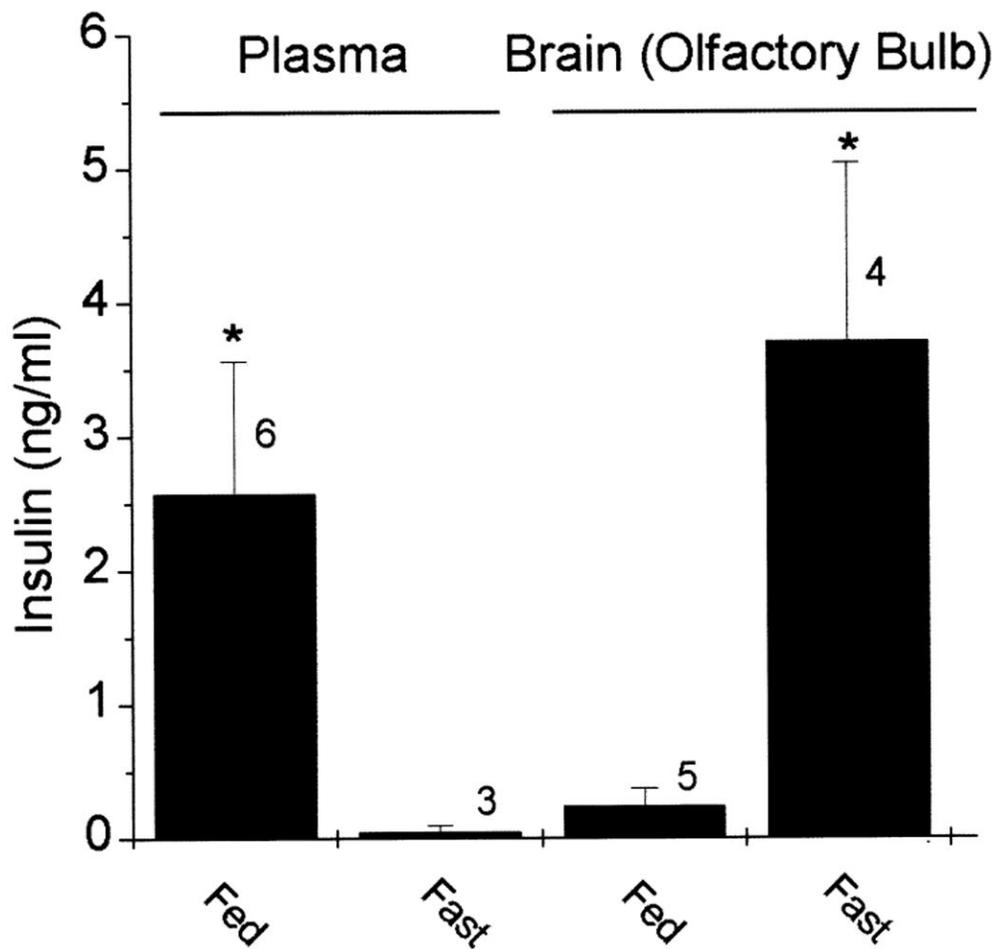 Plasma
Brain (Olfactory Bulb)
Insulin (ng/ml)
6
5
4
3
2
1
0
*
6
3
5
*
4
Fed
Fast
Fed
Fast